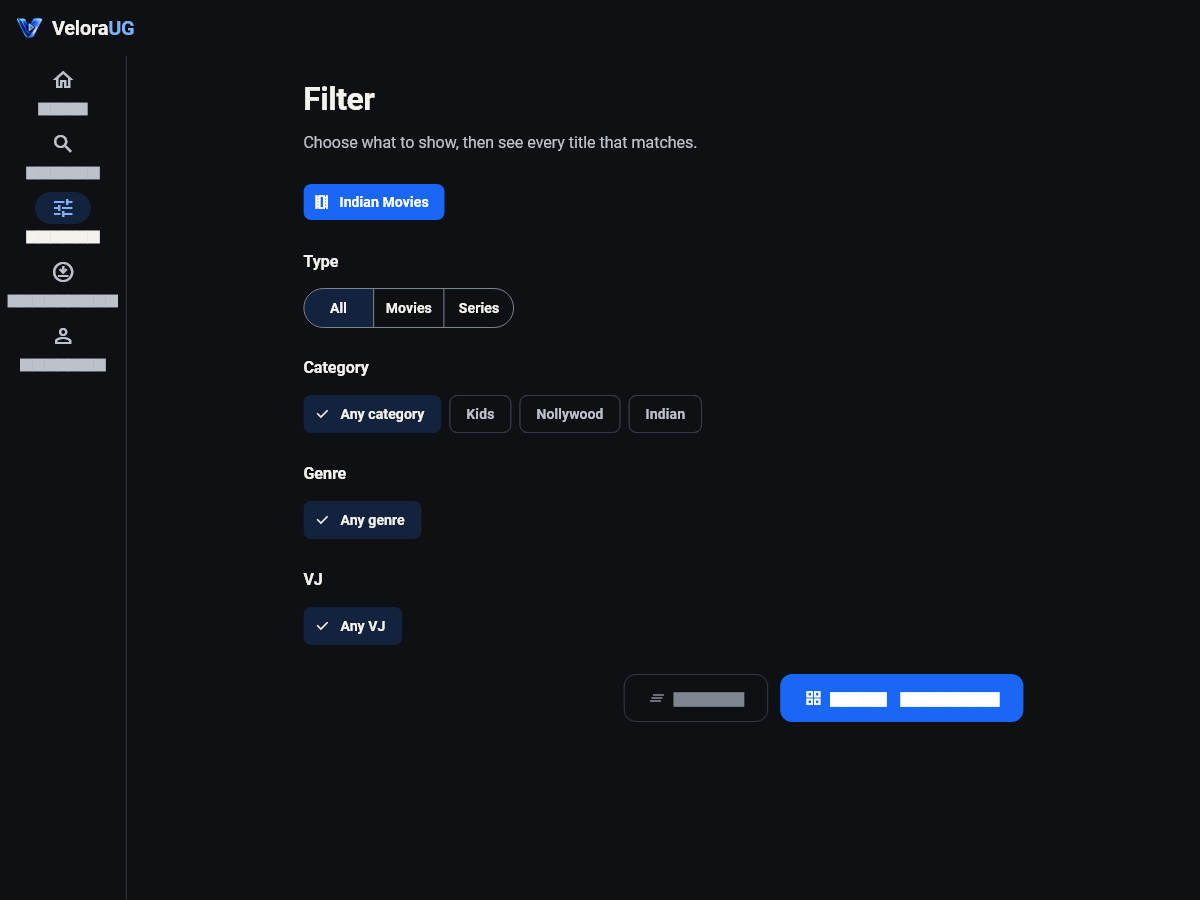 VeloraUG
Filter
Choose what to show, then see every title that matches.
Indian Movies
Type
All
Movies
Series
Category
Any category
Kids
Nollywood
Indian
Genre
Any genre
VJ
Any VJ